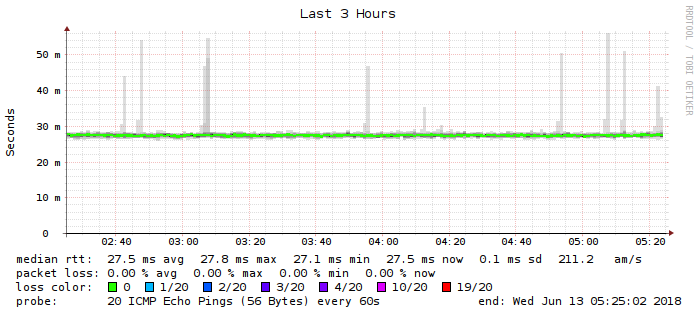 Last 3 Hours
RRDTOOL / TOBI OETIKER
Seconds
50 m
40 m
30 m
20 m
10 m
0
02:40 03:00 03:20 03:40 04:00 04:20 04:40 05:00 05:20
median rtt: 27.5 ms avg 27.8 ms max 27.1 ms min 27.5 ms now 0.1 ms sd 211.2 am/s
packet loss: 0.00 % avg 0.00 % max 0.00 % min 0.00 % now
loss color: 0 1/20 2/20 3/20 4/20 10/20 19/20
probe: 20 ICMP Echo Pings (56 Bytes) every 60s end: Wed Jun 13 05:25:02 2018